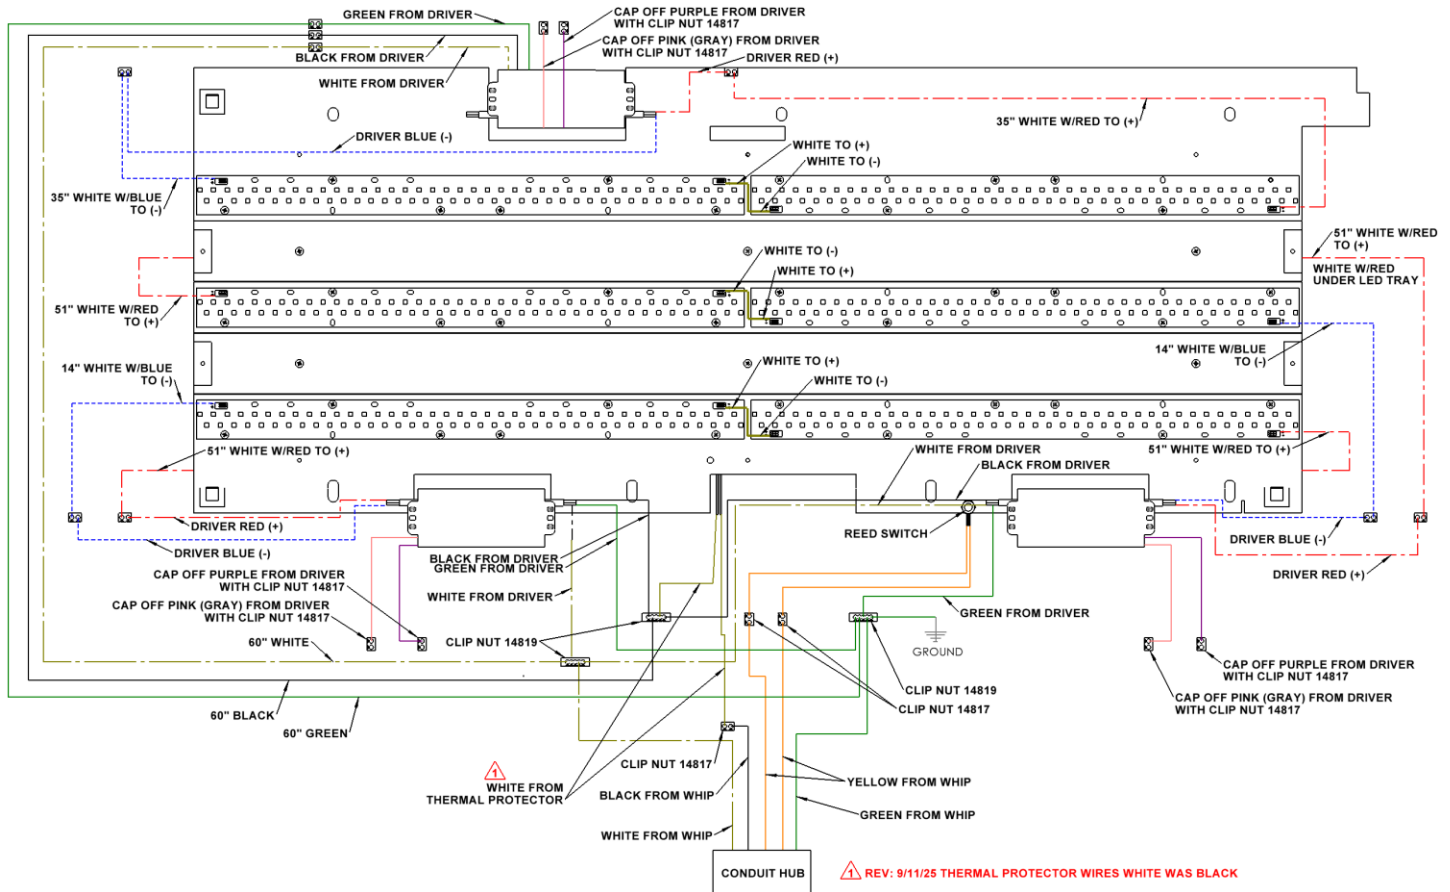 GREEN FROM DRIVER
BLACK FROM DRIVER
WHITE FROM DRIVER
CAP OFF PURPLE FROM DRIVER
WITH CLIP NUT 14817
CAP OFF PINK (GRAY) FROM DRIVER
WITH CLIP NUT 14817
DRIVER RED (+)
35" WHITE W/RED TO (+)
DRIVER BLUE (-)
WHITE TO (+)
WHITE TO (-)
35" WHITE W/BLUE
TO (-)
51" WHITE W/RED
TO (+)
WHITE W/RED
UNDER LED TRAY
WHITE TO (-)
WHITE TO (+)
51" WHITE W/RED
TO (+)
14" WHITE W/BLUE
TO (-)
14" WHITE W/BLUE
TO (-)
WHITE TO (+)
WHITE TO (-)
51" WHITE W/RED TO (+)
WHITE FROM DRIVER
BLACK FROM DRIVER
51" WHITE W/RED TO (+)
DRIVER RED (+)
DRIVER BLUE (-)
REED SWITCH
DRIVER BLUE (-)
DRIVER RED (+)
BLACK FROM DRIVER
GREEN FROM DRIVER
WHITE FROM DRIVER
CAP OFF PURPLE FROM DRIVER
WITH CLIP NUT 14817
CAP OFF PINK (GRAY) FROM DRIVER
WITH CLIP NUT 14817
60" WHITE
CLIP NUT 14819
GREEN FROM DRIVER
GROUND
CAP OFF PURPLE FROM DRIVER
WITH CLIP NUT 14817
CAP OFF PINK (GRAY) FROM DRIVER
WITH CLIP NUT 14817
CLIP NUT 14819
CLIP NUT 14817
60" BLACK
60" GREEN
CLIP NUT 14817
1
WHITE FROM
THERMAL PROTECTOR
BLACK FROM WHIP
YELLOW FROM WHIP
GREEN FROM WHIP
WHITE FROM WHIP
CONDUIT HUB
1 REV: 9/11/25 THERMAL PROTECTOR WIRES WHITE WAS BLACK